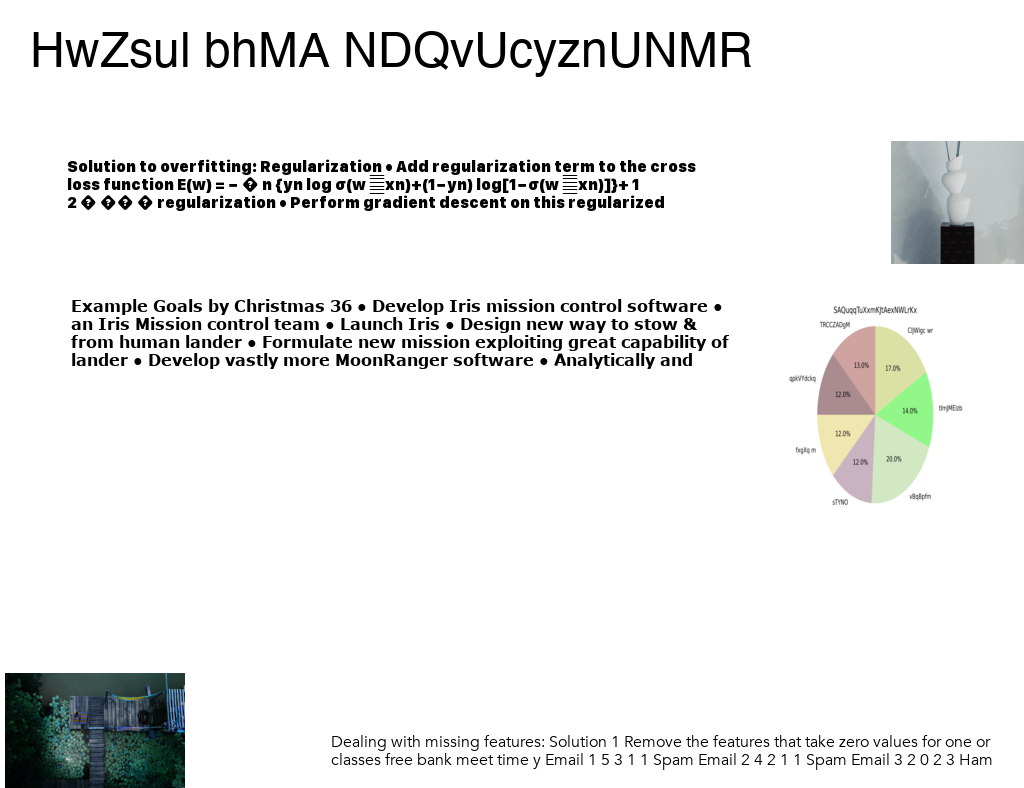 HwZsul bhMA NDQvUcyznUNMR
Solution to overfitting: Regularization • Add regularization term to the cross
loss function E(w) = − � n {yn log σ(w 𝄚xn)+(1−yn) log[1−σ(w 𝄚xn)]}+ 1
2 � �� � regularization • Perform gradient descent on this regularized
Example Goals by Christmas 36 • Develop Iris mission control software •
an Iris Mission control team • Launch Iris • Design new way to stow &
from human lander • Formulate new mission exploiting great capability of
lander • Develop vastly more MoonRanger software • Analytically and
SAQuqqTuXxmKJtAexNWLrKx
TRCCZADgM
CIJWIgc wr
qpkVYdckq
tImJMEIzb
fxgXq m
sTYNO
vBqBpfm
13.0%
17.0%
12.0%
14.0%
12.0%
12.0%
20.0%
Dealing with missing features: Solution 1 Remove the features that take zero values for one or
classes free bank meet time y Email 1 5 3 1 1 Spam Email 2 4 2 1 1 Spam Email 3 2 0 2 3 Ham